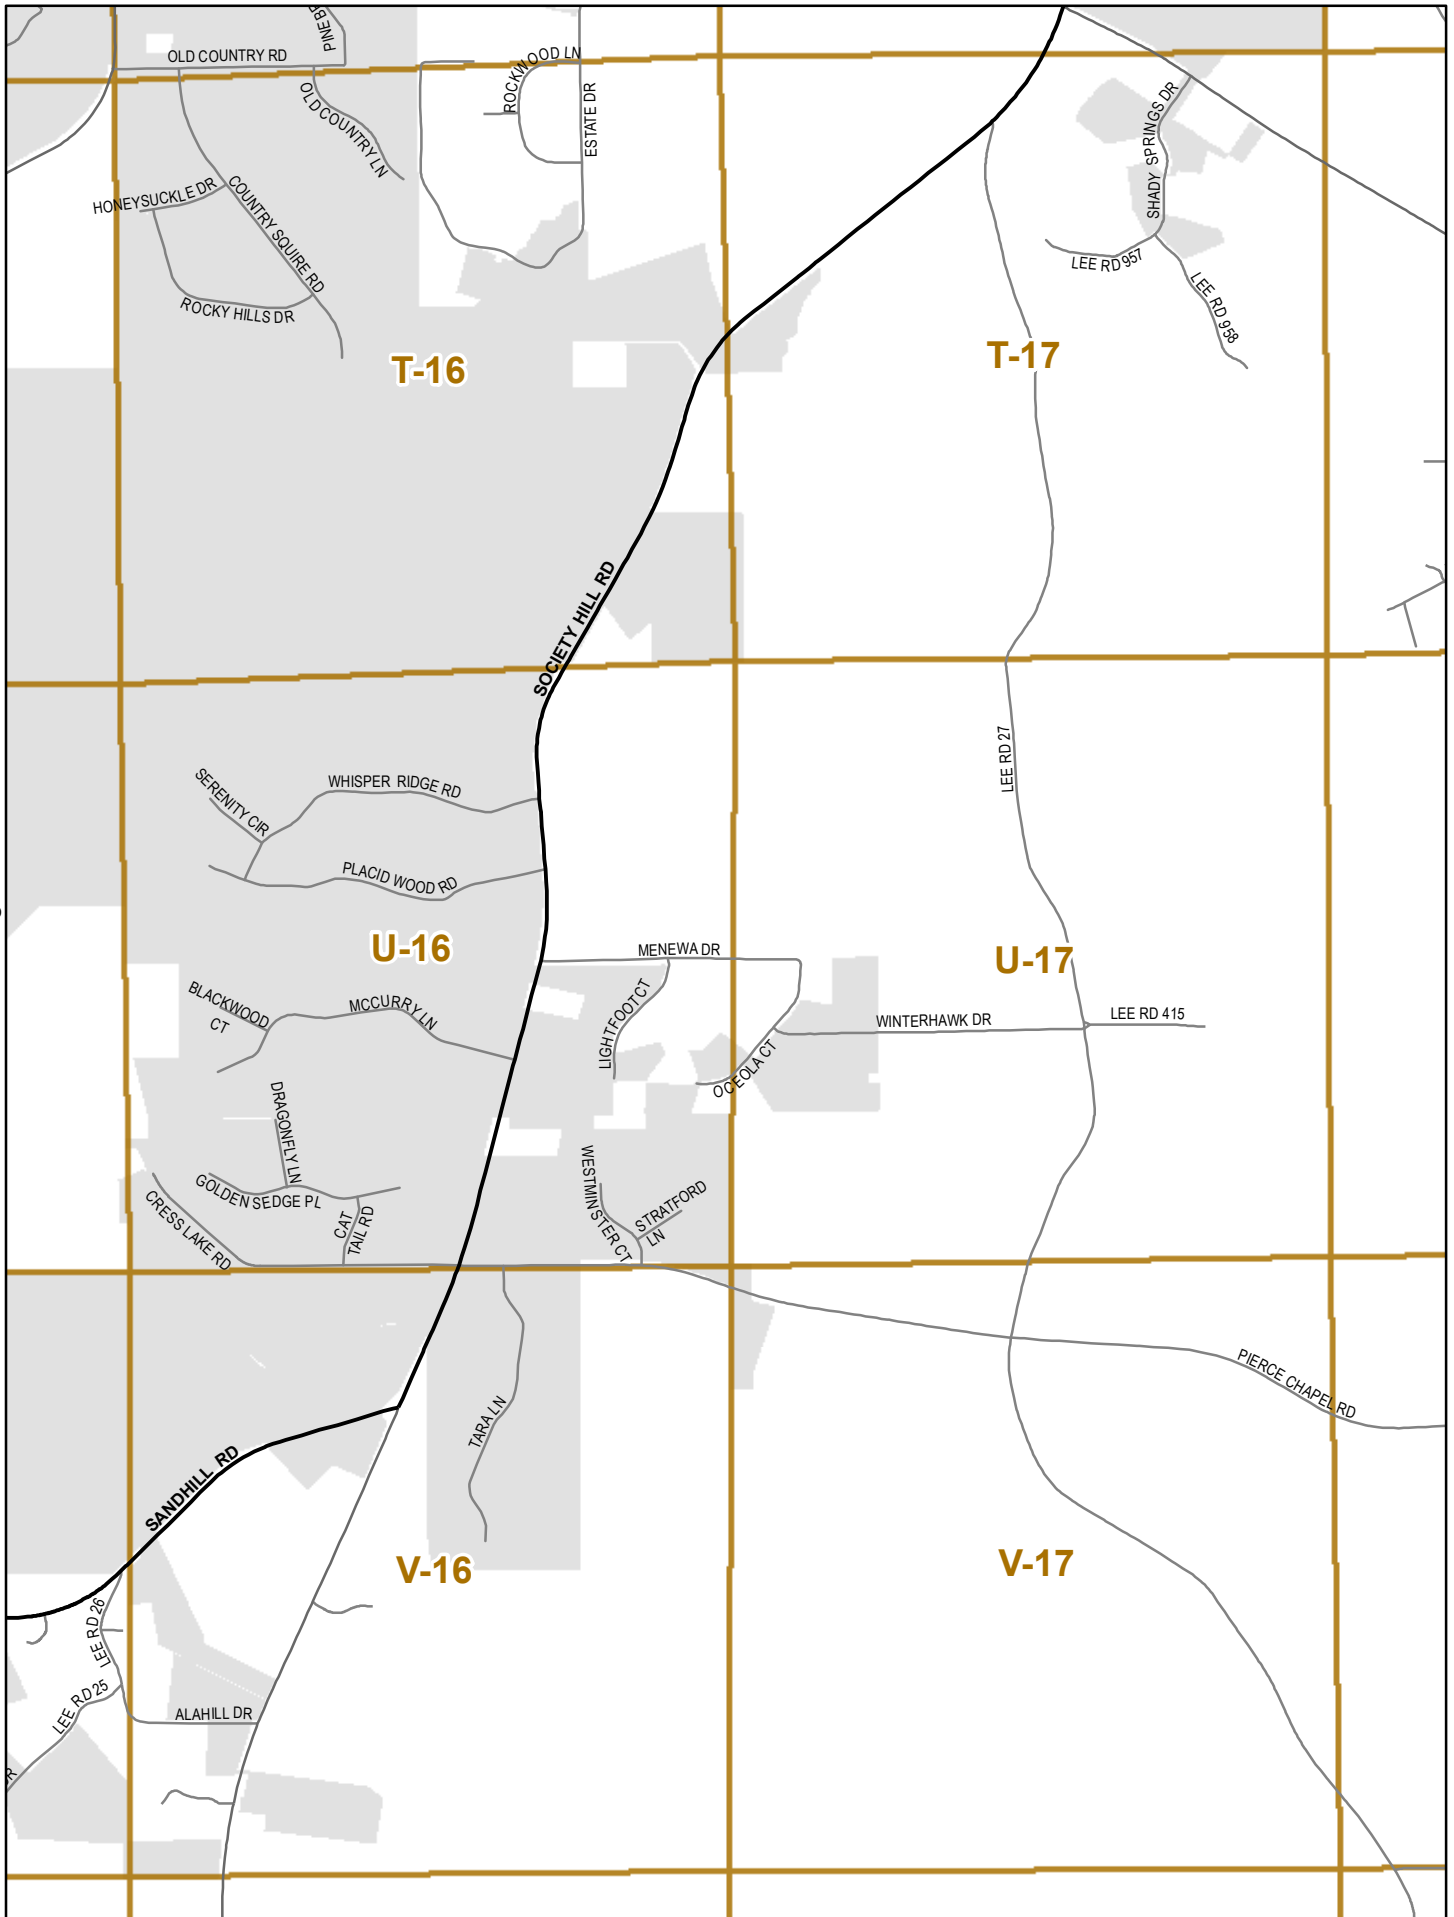 PINE
OLD COUNTRY RD
ROCKWOOD LN
OLD COUNTRY LN
ESTATE DR
SHADY SPRINGS DR
HONEYSUCKLE DR
COUNTRY SQUIRE RD
LEE RD 957
LEE RD 958
ROCKY HILLS DR
T-16
T-17
SOCIETY HILL RD
LEE RD 27
SERENITY CIR
WHISPER RIDGE RD
PLACID WOOD RD
U-16
MENEWA DR
U-17
BLACKWOOD
CT
MCCURRY LN
LIGHTFOOT CT
WINTERHAWK DR
LEE RD 415
OCEOLA CT
DRAGONFLY LN
GOLDEN SEDGE PL
CRESS LAKE RD
CAT
TAIL RD
WESTMINSTER CT
STRATFORD
LN
PIERCE CHAPEL RD
TARA LN
SANDHILL RD
V-16
V-17
LEE RD 26
LEE RD 25
ALAHILL DR